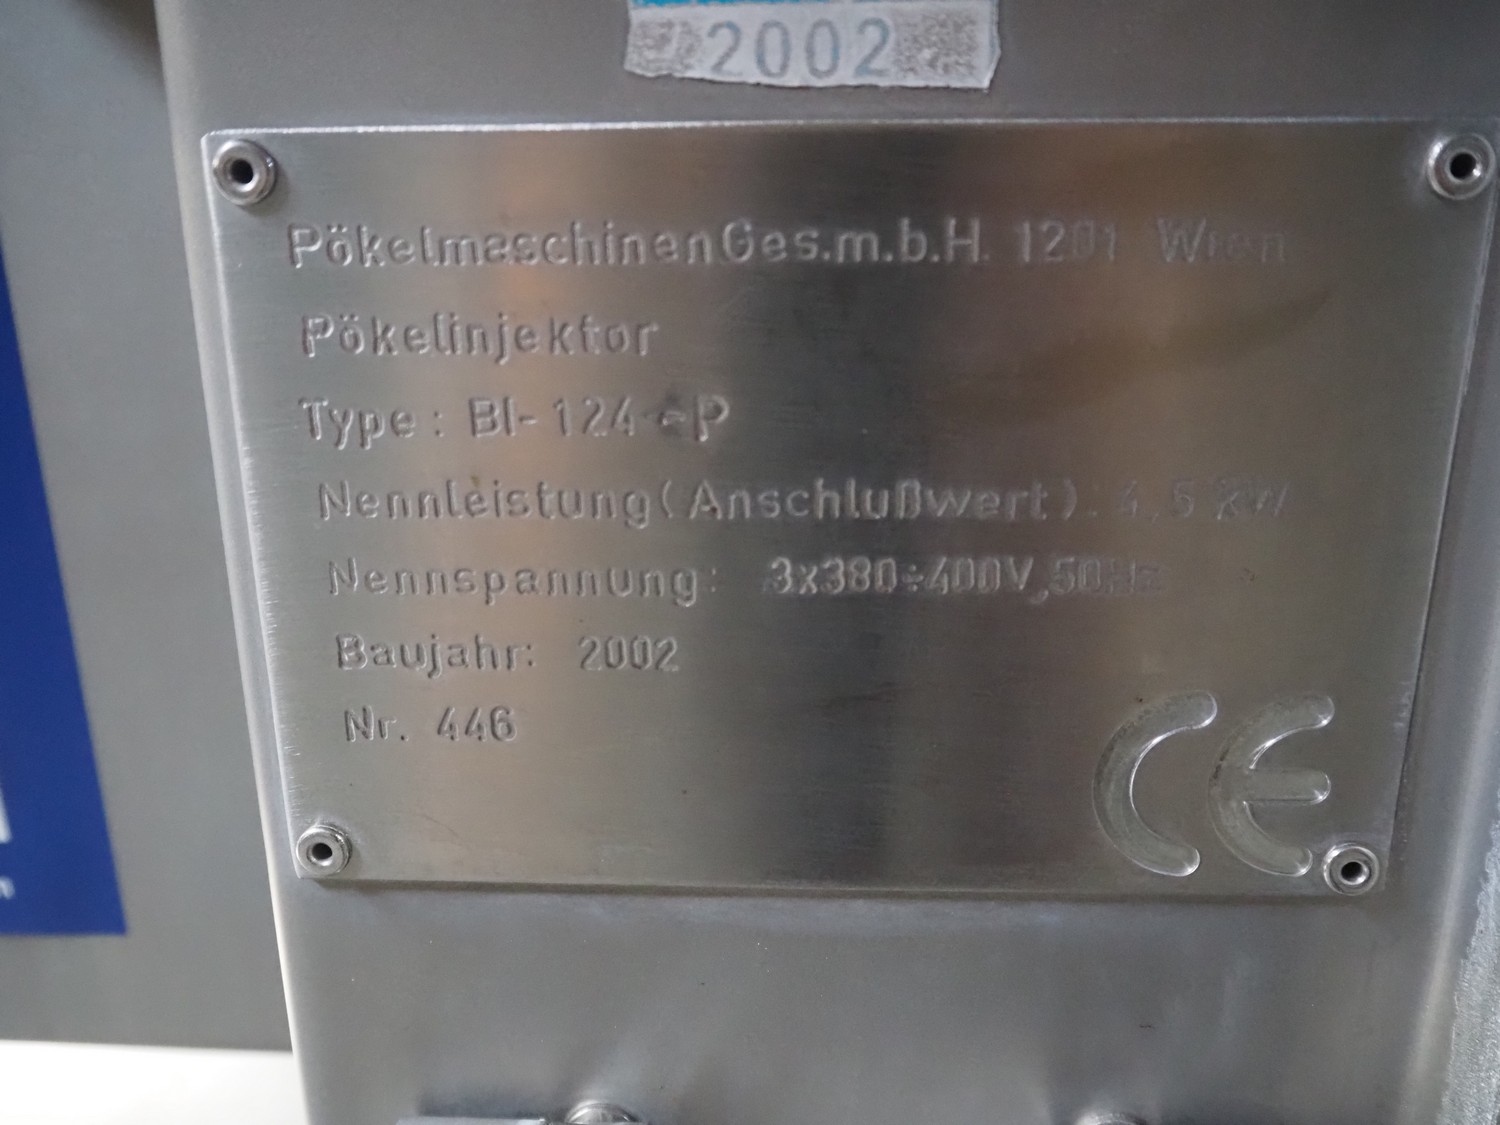 2002
PökelmaschinenGes.m.b.H. 1201 Wien
Pökelinjektor
Type: BI-124 eP
Nennleistung(Anschlußwert): 4,5 kW
Nennspannung: 3x380÷400V,50Hz
Baujahr: 2002
Nr. 446
CE